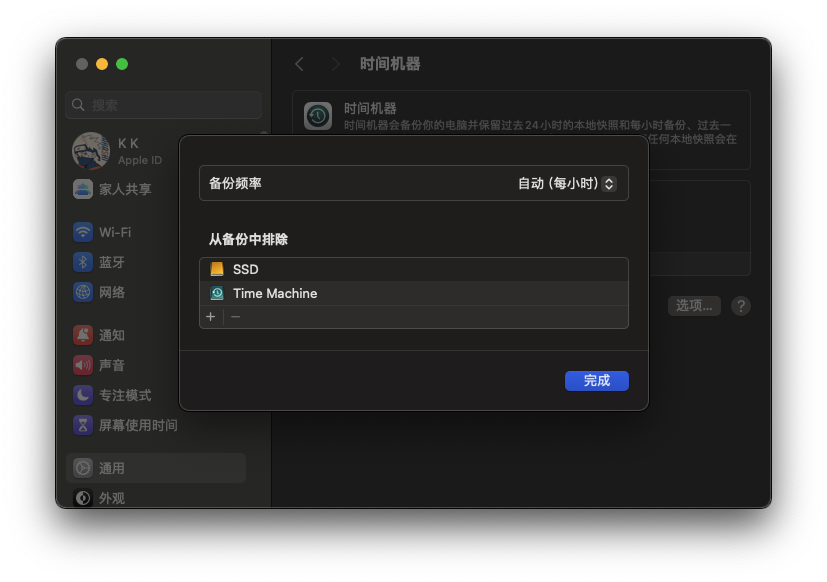 时间机器
搜索
时间机器
时间机器会备份你的电脑并保留过去24小时的本地快照和每小时备份、过去一
任何本地快照会在
K K
Apple ID
家人共享
Wi-Fi
蓝牙
网络
通知
声音
专注模式
屏幕使用时间
通用
外观
备份频率
自动 (每小时)
从备份中排除
SSD
Time Machine
+
−
完成
选项...
?